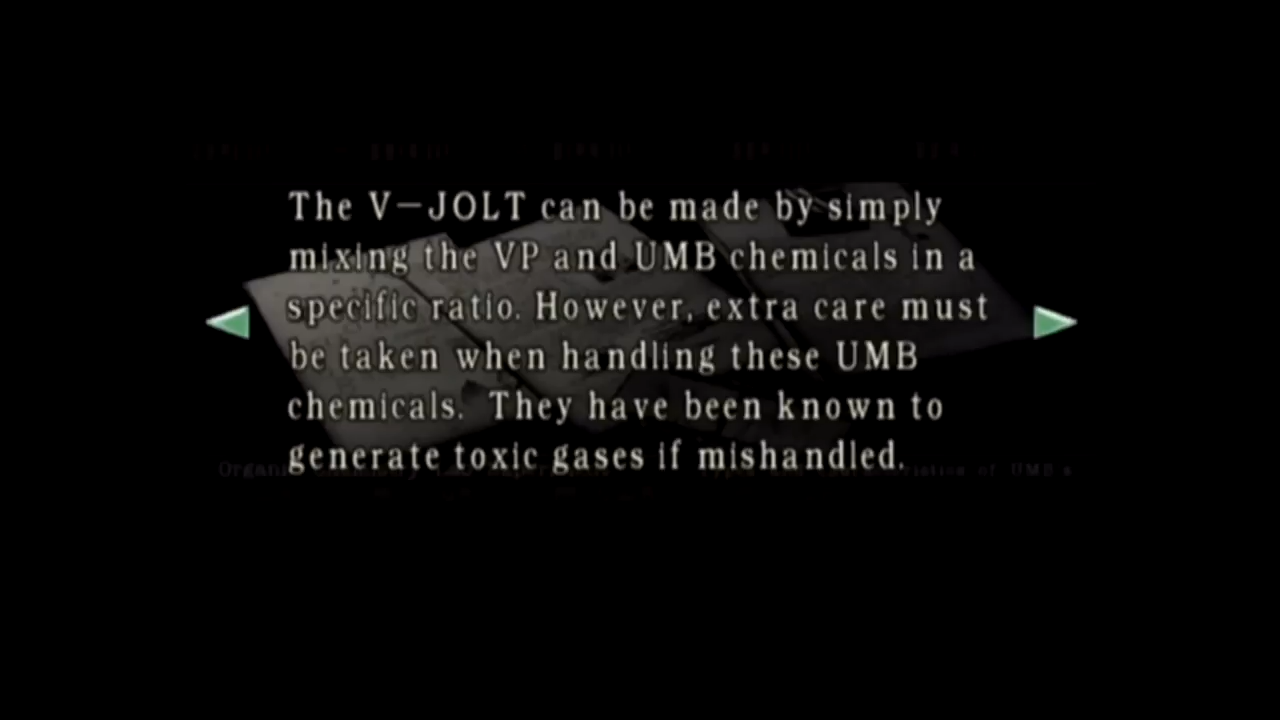 The V-JOLT can be made by simply
mixing the VP and UMB chemicals in a
specific ratio. However, extra care must
be taken when handling these UMB
chemicals. They have been known to
generate toxic gases if mishandled.